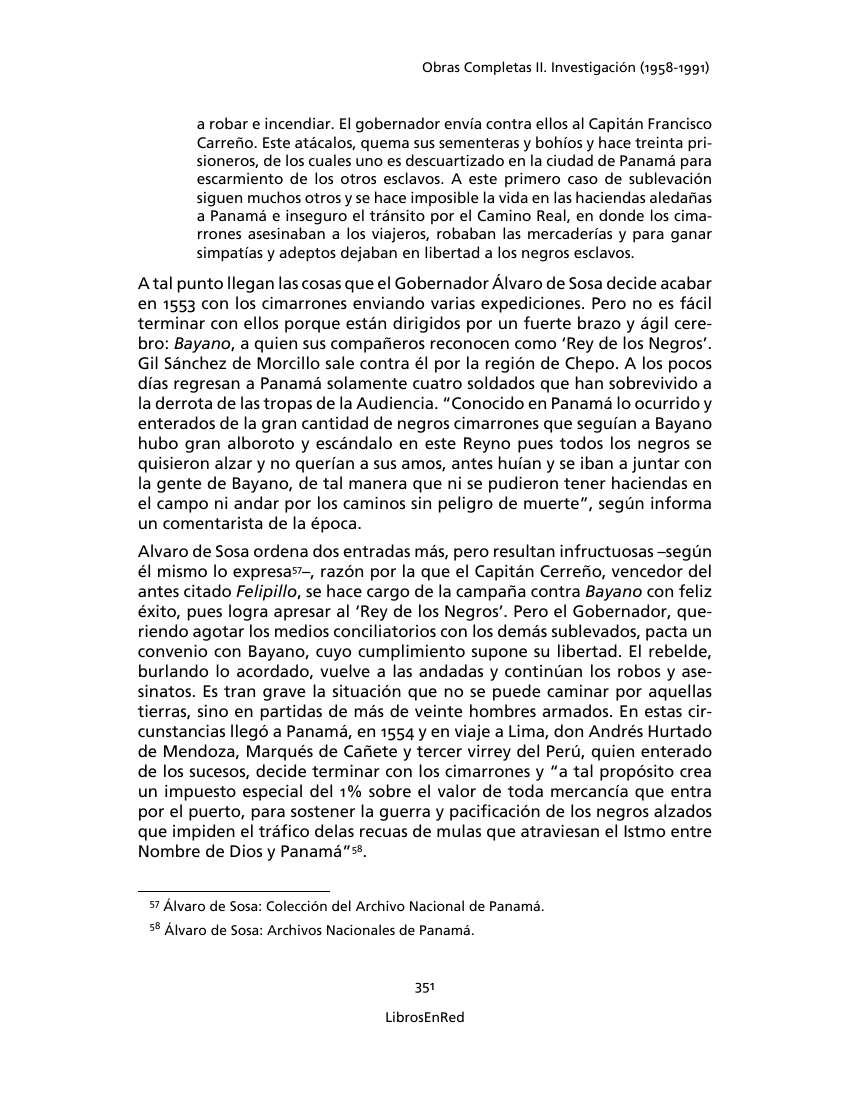 Obras Completas II. Investigación (1958-1991)
a robar e incendiar. El gobernador envía contra ellos al Capitán Francisco
Carreño. Este atácalos, quema sus sementeras y bohíos y hace treinta pri-
sioneros, de los cuales uno es descuartizado en la ciudad de Panamá para
escarmiento de los otros esclavos. A este primero caso de sublevación
siguen muchos otros y se hace imposible la vida en las haciendas aledañas
a Panamá e inseguro el tránsito por el Camino Real, en donde los cima-
rrones asesinaban a los viajeros, robaban las mercaderías y para ganar
simpatías y adeptos dejaban en libertad a los negros esclavos.
A tal punto llegan las cosas que el Gobernador Álvaro de Sosa decide acabar
en 1553 con los cimarrones enviando varias expediciones. Pero no es fácil
terminar con ellos porque están dirigidos por un fuerte brazo y ágil cere-
bro: Bayano, a quien sus compañeros reconocen como ‘Rey de los Negros’.
Gil Sánchez de Morcillo sale contra él por la región de Chepo. A los pocos
días regresan a Panamá solamente cuatro soldados que han sobrevivido a
la derrota de las tropas de la Audiencia. “Conocido en Panamá lo ocurrido y
enterados de la gran cantidad de negros cimarrones que seguían a Bayano
hubo gran alboroto y escándalo en este Reyno pues todos los negros se
quisieron alzar y no querían a sus amos, antes huían y se iban a juntar con
la gente de Bayano, de tal manera que ni se pudieron tener haciendas en
el campo ni andar por los caminos sin peligro de muerte”, según informa
un comentarista de la época.
Alvaro de Sosa ordena dos entradas más, pero resultan infructuosas –según
él mismo lo expresa57–, razón por la que el Capitán Cerreño, vencedor del
antes citado Felipillo, se hace cargo de la campaña contra Bayano con feliz
éxito, pues logra apresar al ‘Rey de los Negros’. Pero el Gobernador, que-
riendo agotar los medios conciliatorios con los demás sublevados, pacta un
convenio con Bayano, cuyo cumplimiento supone su libertad. El rebelde,
burlando lo acordado, vuelve a las andadas y continúan los robos y ase-
sinatos. Es tran grave la situación que no se puede caminar por aquellas
tierras, sino en partidas de más de veinte hombres armados. En estas cir-
cunstancias llegó a Panamá, en 1554 y en viaje a Lima, don Andrés Hurtado
de Mendoza, Marqués de Cañete y tercer virrey del Perú, quien enterado
de los sucesos, decide terminar con los cimarrones y “a tal propósito crea
un impuesto especial del 1% sobre el valor de toda mercancía que entra
por el puerto, para sostener la guerra y pacificación de los negros alzados
que impiden el tráfico delas recuas de mulas que atraviesan el Istmo entre
Nombre de Dios y Panamá”58.
57 Álvaro de Sosa: Colección del Archivo Nacional de Panamá.
58 Álvaro de Sosa: Archivos Nacionales de Panamá.
351
LibrosEnRed